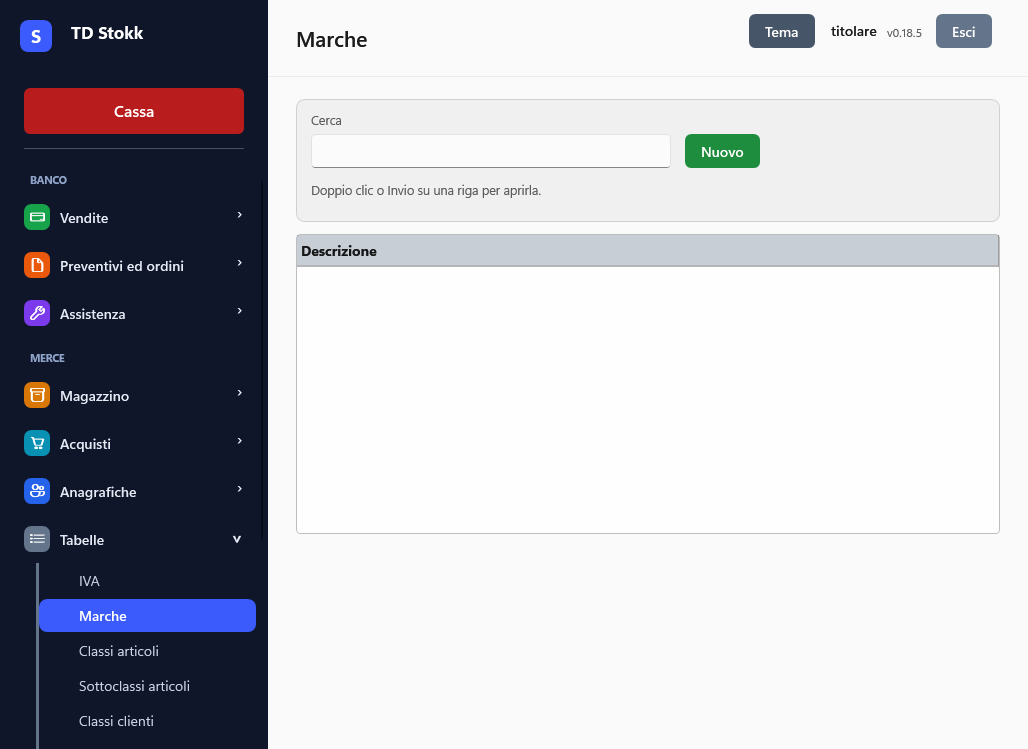 S
TD Stokk
Cassa
BANCO
Vendite
Preventivi ed ordini
Assistenza
MERCE
Magazzino
Acquisti
Anagrafiche
Tabelle
IVA
Marche
Classi articoli
Sottoclassi articoli
Classi clienti
Marche
Tema
titolare
v0.18.5
Esci
Cerca
Nuovo
Doppio clic o Invio su una riga per aprirla.
Descrizione